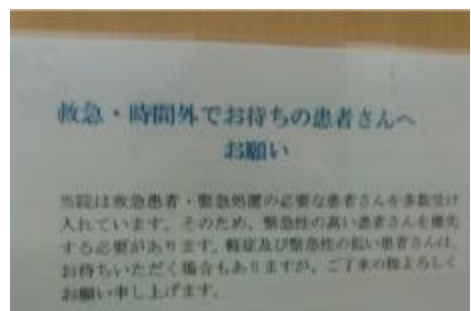 救急・時間外でお待ちの患者さんへ
お願い
当院は救急患者・緊急処置の必要な患者さんを多数受け
入れています。そのため、緊急性の高い患者さんを優先
する必要があります。軽症及び緊急性の低い患者さんは、
お待ちいただく場合もありますが、ご了承の程よろしく
お願い申し上げます。